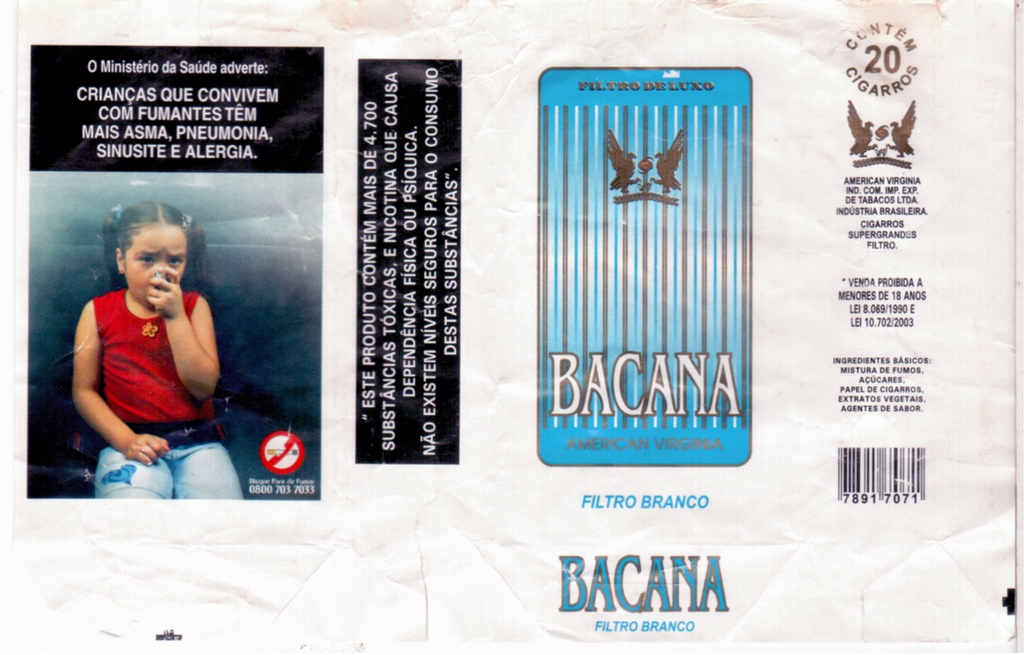 O Ministério da Saúde adverte:
CRIANÇAS QUE CONVIVEM
COM FUMANTES TÊM
MAIS ASMA, PNEUMONIA,
SINUSITE E ALERGIA.
Disque Pare de Fumar
0800 703 7033
" ESTE PRODUTO CONTÉM MAIS DE 4.700
SUBSTÂNCIAS TÓXICAS, E NICOTINA QUE CAUSA
DEPENDÊNCIA FÍSICA OU PSÍQUICA.
NÃO EXISTEM NÍVEIS SEGUROS PARA O CONSUMO
DESTAS SUBSTÂNCIAS".
FILTRO DE LUXO
BACANA
AMERICAN VIRGINIA
FILTRO BRANCO
BACANA
FILTRO BRANCO
CONTÉM
20
CIGARROS
AMERICAN VIRGINIA
IND. COM. IMP. EXP.
DE TABACOS LTDA.
INDÚSTRIA BRASILEIRA.
CIGARROS
SUPERGRANDES
FILTRO.
" VENDA PROIBIDA A
MENORES DE 18 ANOS
LEI 8.069/1990 E
LEI 10.702/2003
INGREDIENTES BÁSICOS:
MISTURA DE FUMOS,
AÇÚCARES,
PAPEL DE CIGARROS,
EXTRATOS VEGETAIS,
AGENTES DE SABOR.
7891 7071